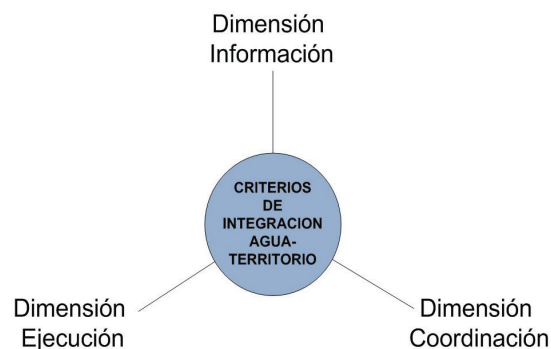 Dimensión
Información
CRITERIOS
DE
INTEGRACION
AGUA-
TERRITORIO
Dimensión
Ejecución
Dimensión
Coordinación